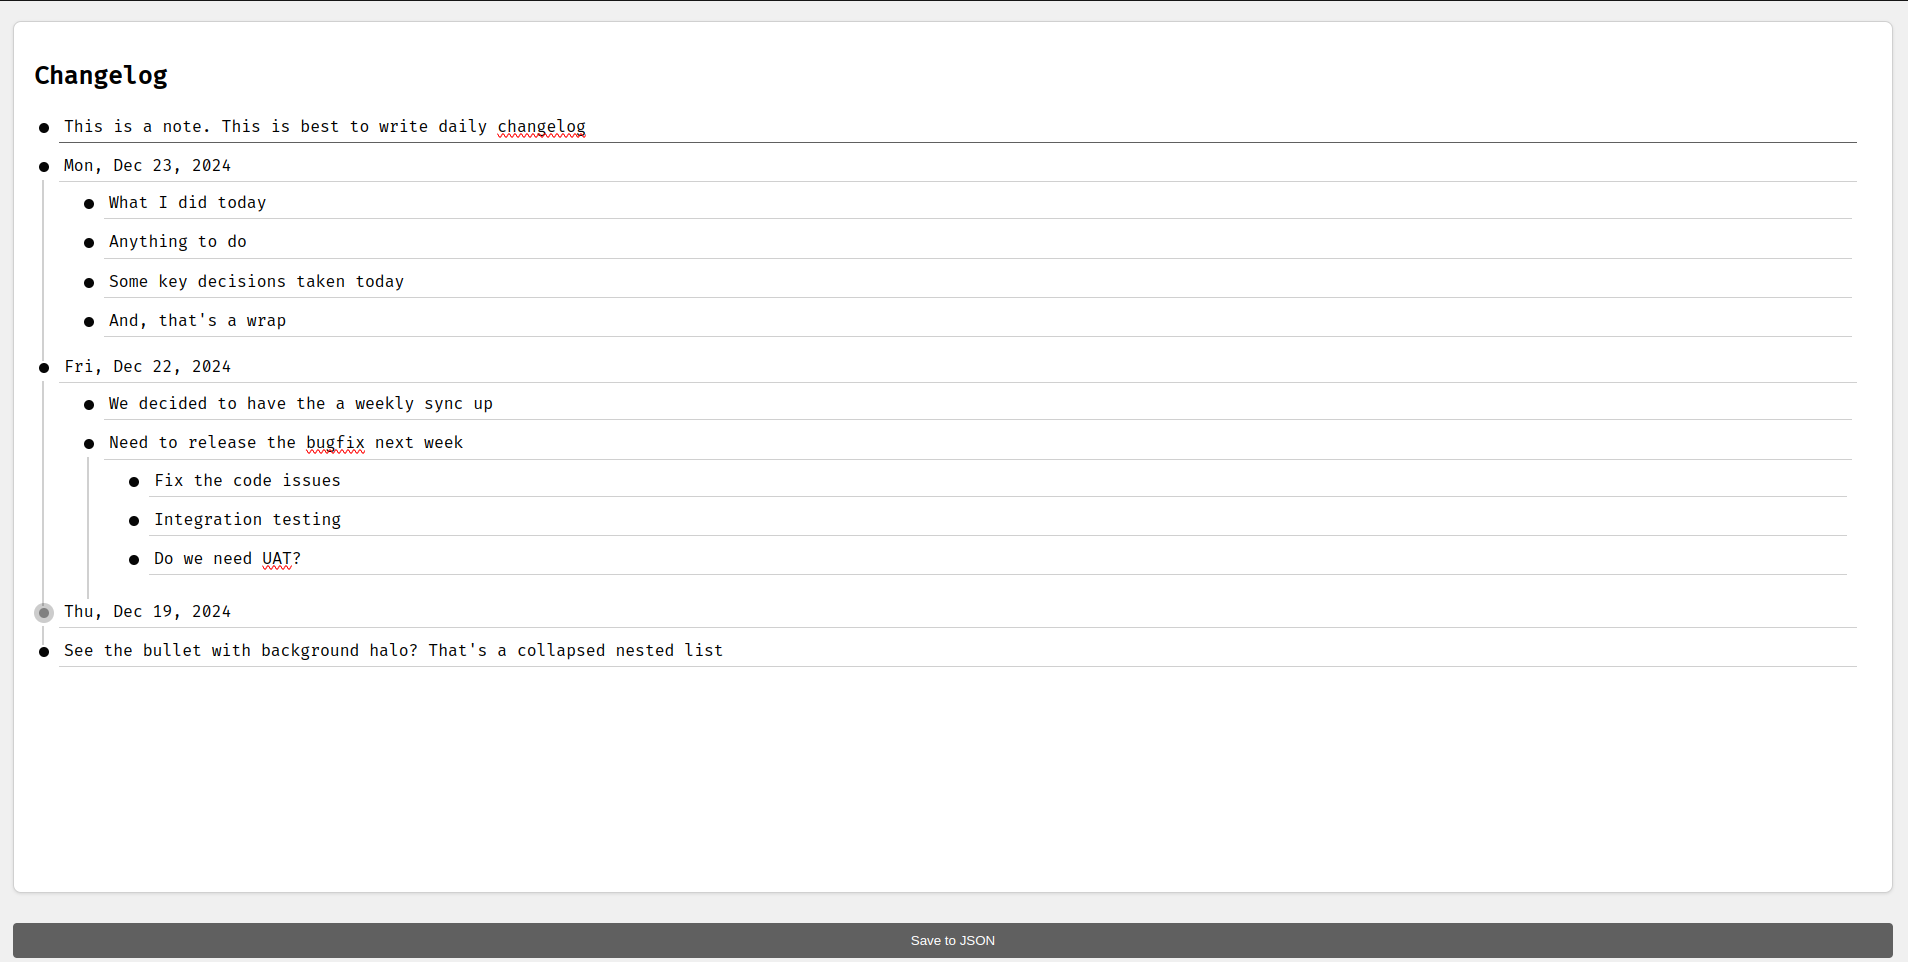 Changelog
This is a note. This is best to write daily changelog
Mon, Dec 23, 2024
What I did today
Anything to do
Some key decisions taken today
And, that's a wrap
Fri, Dec 22, 2024
We decided to have the a weekly sync up
Need to release the bugfix next week
Fix the code issues
Integration testing
Do we need UAT?
Thu, Dec 19, 2024
See the bullet with background halo? That's a collapsed nested list
Save to JSON